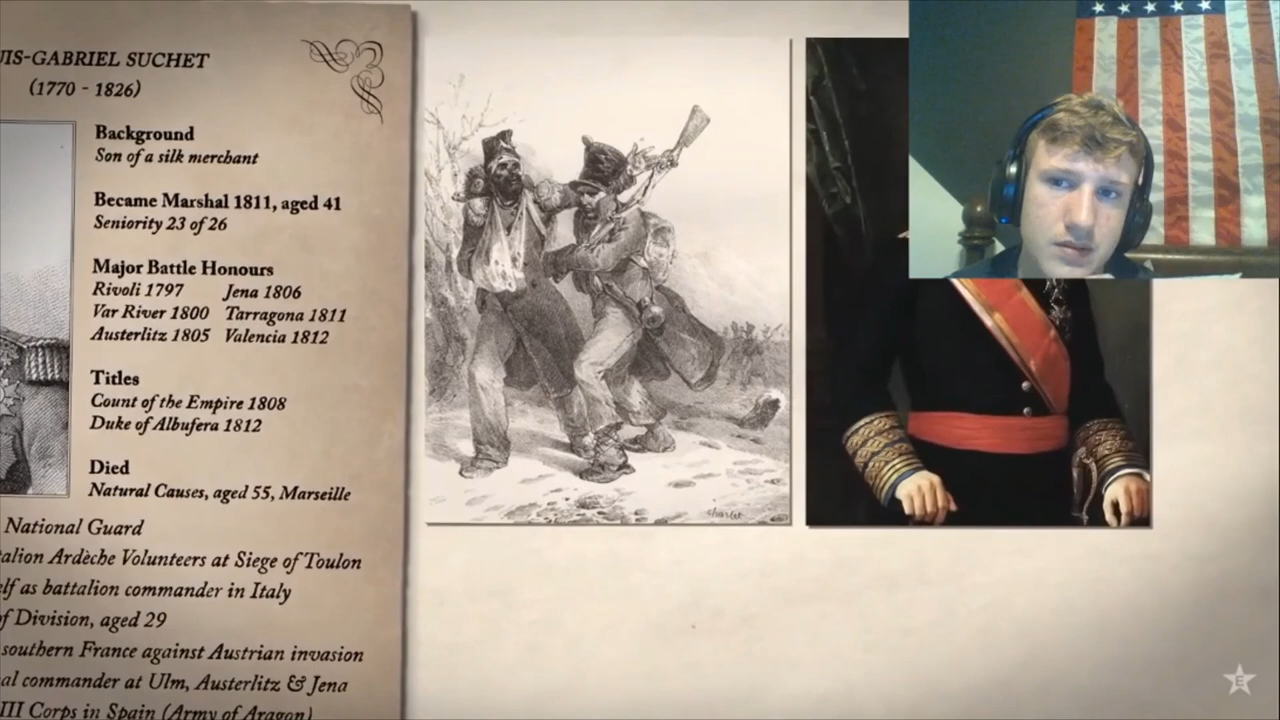 IS-GABRIEL SUCHET
(1770 - 1826)
Background
Son of a silk merchant
Became Marshal 1811, aged 41
Seniority 23 of 26
Major Battle Honours
Rivoli 1797 Jena 1806
Var River 1800 Tarragona 1811
Austerlitz 1805 Valencia 1812
Titles
Count of the Empire 1808
Duke of Albufera 1812
Died
Natural Causes, aged 55, Marseille
National Guard
talion Ardèche Volunteers at Siege of Toulon
elf as battalion commander in Italy
of Division, aged 29
southern France against Austrian invasion
al commander at Ulm, Austerlitz & Jena
III Corps in Spain (Army of Aragon)
charlet
E